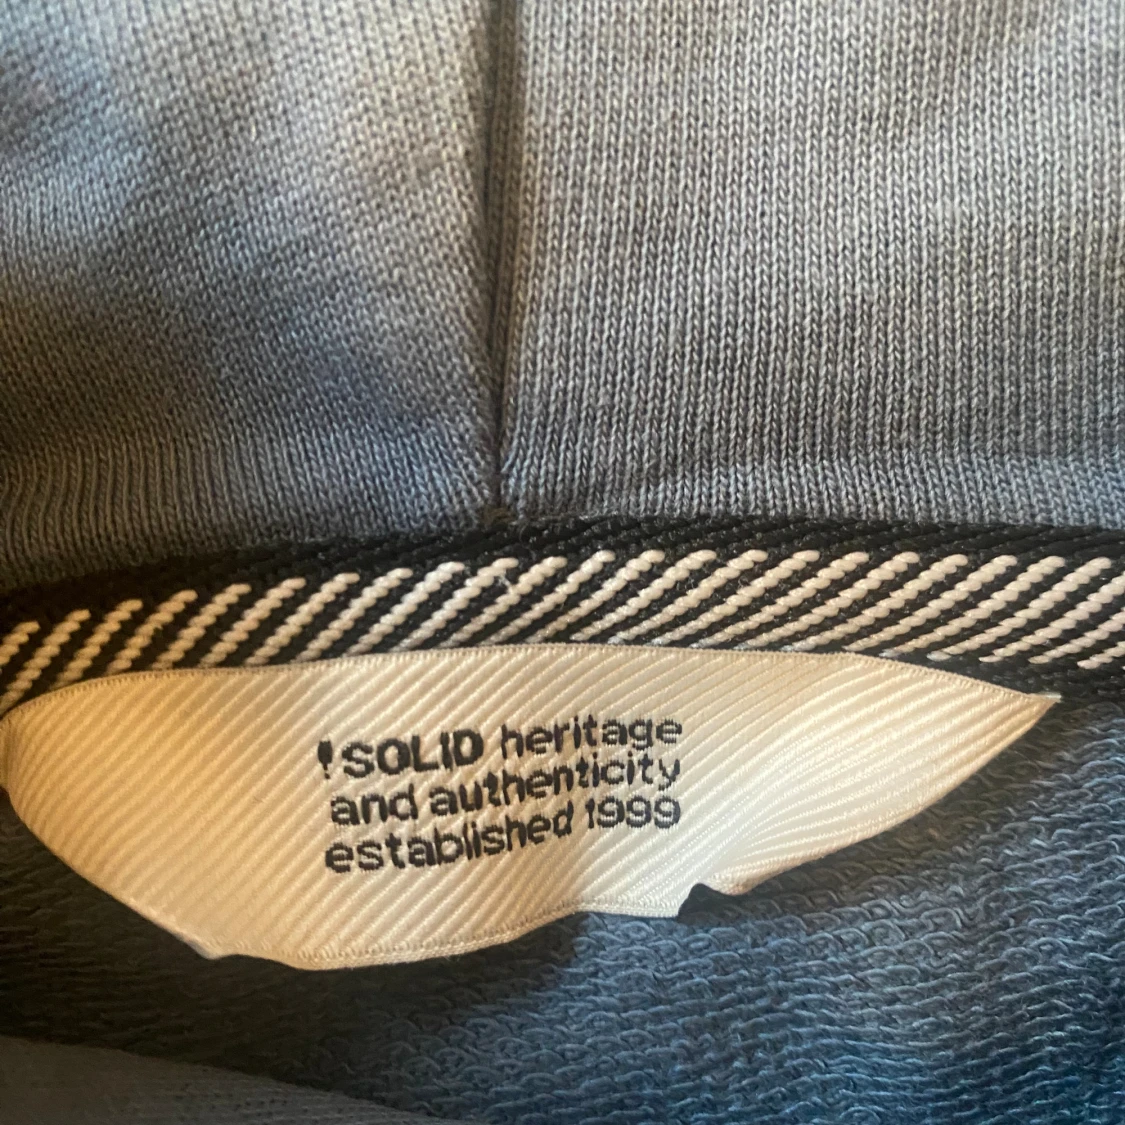 !SOLID heritage
and authenticity
established 1999